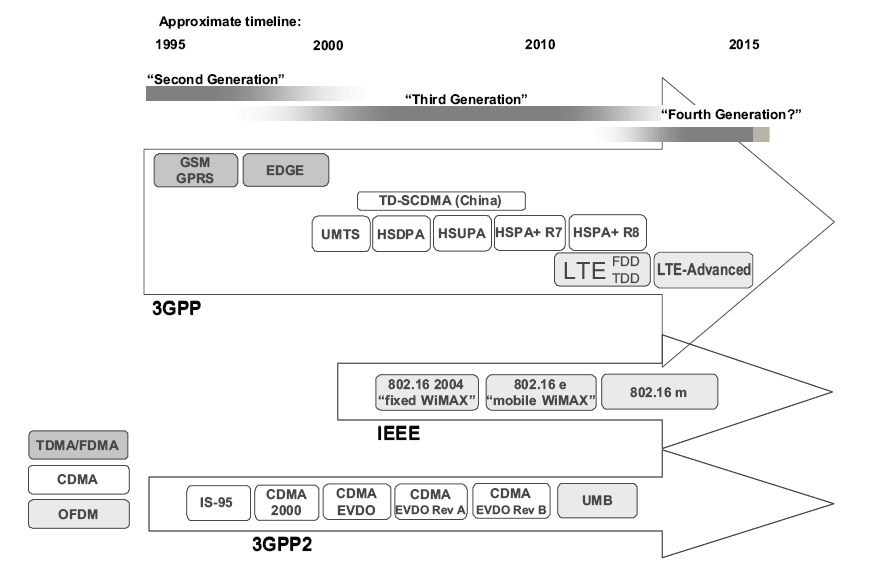 Approximate timeline:
1995 2000 2010 2015
“Second Generation”
“Third Generation”
“Fourth Generation?”
GSM
GPRS
EDGE
TD-SCDMA (China)
UMTS
HSDPA
HSUPA
HSPA+ R7
HSPA+ R8
LTE
FDD
TDD
LTE-Advanced
3GPP
802.16 2004
“fixed WiMAX”
802.16 e
“mobile WiMAX”
802.16 m
IEEE
TDMA/FDMA
CDMA
OFDM
IS-95
CDMA
2000
CDMA
EVDO
CDMA
EVDO Rev A
CDMA
EVDO Rev B
UMB
3GPP2